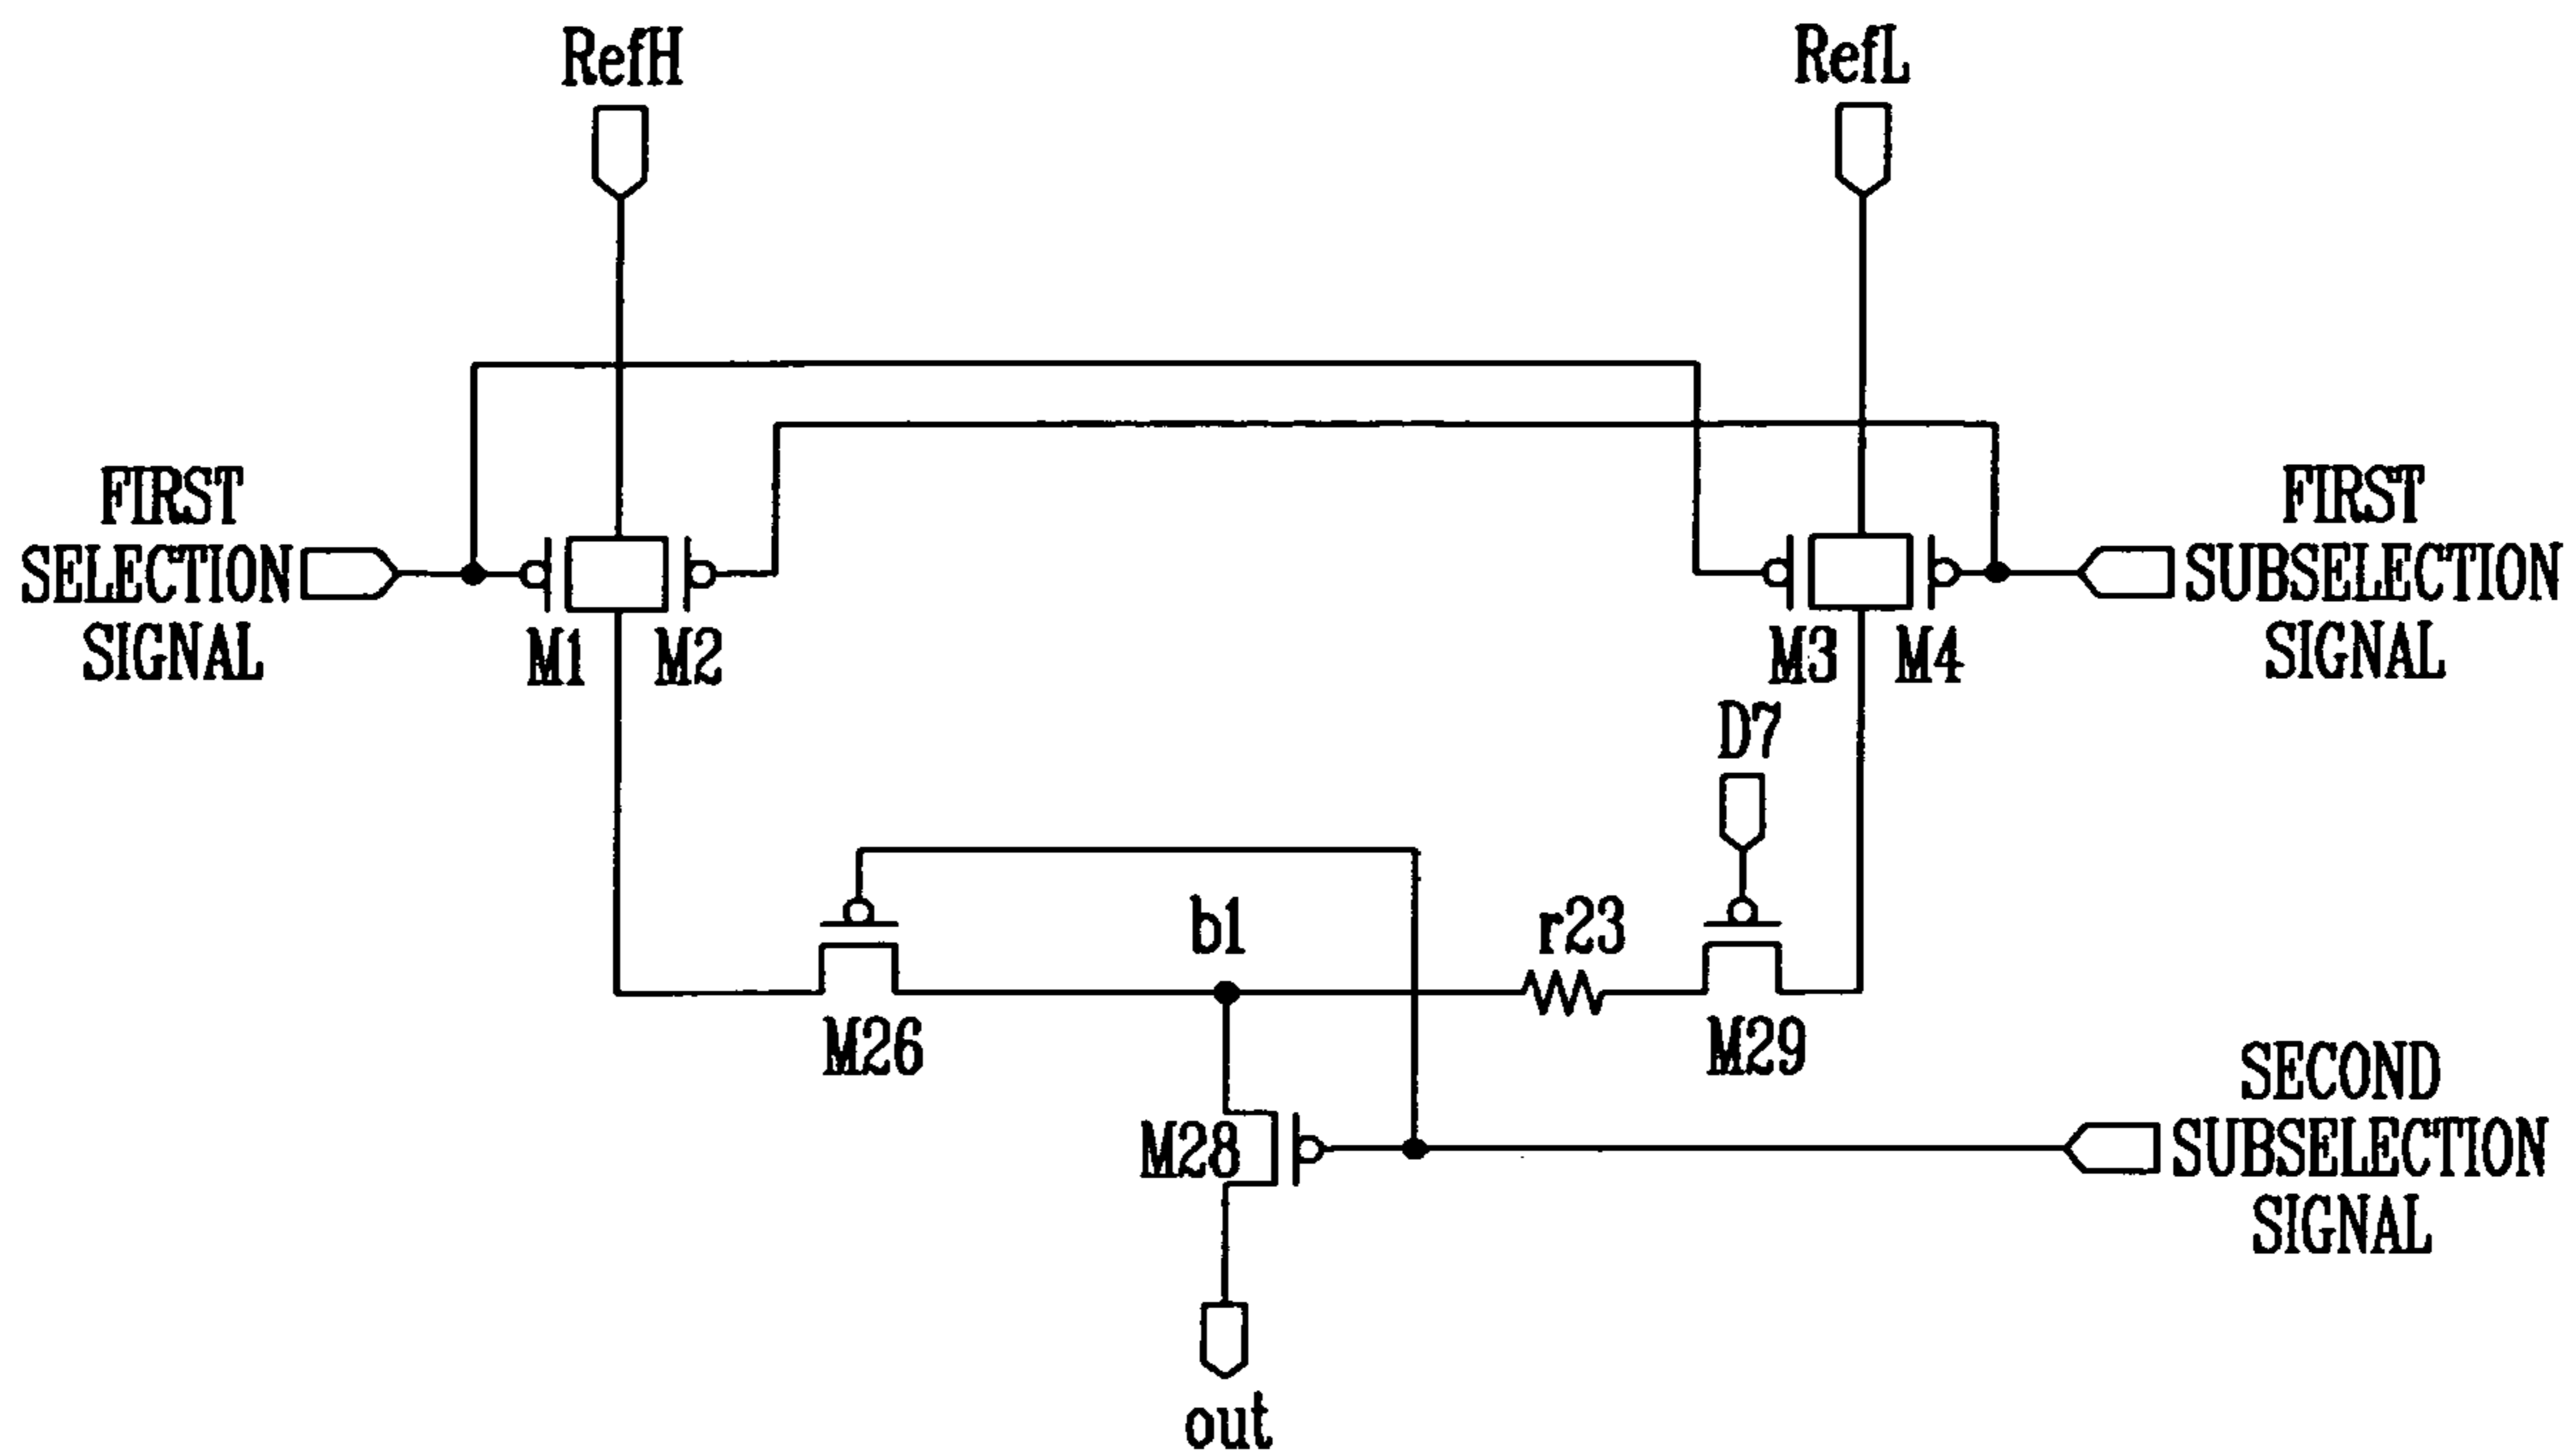 RefH
RefL
FIRST
SELECTION
SIGNAL
FIRST
SUBSELECTION
SIGNAL
M1
M2
M3
M4
D7
b1
r23
M26
M29
M28
SECOND
SUBSELECTION
SIGNAL
out